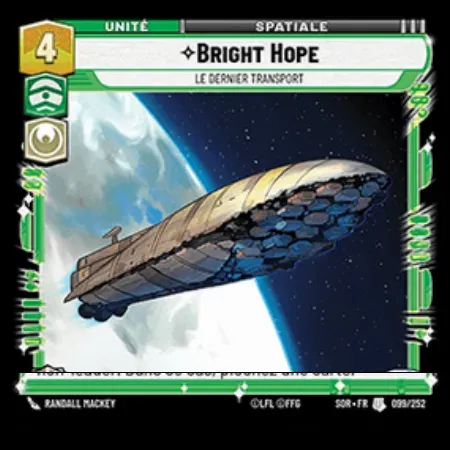 UNITÉ
SPATIALE
4
BRIGHT HOPE
LE DERNIER TRANSPORT
RANDALL MACKEY
©LFL ©FFG
SOR • FR
099/252